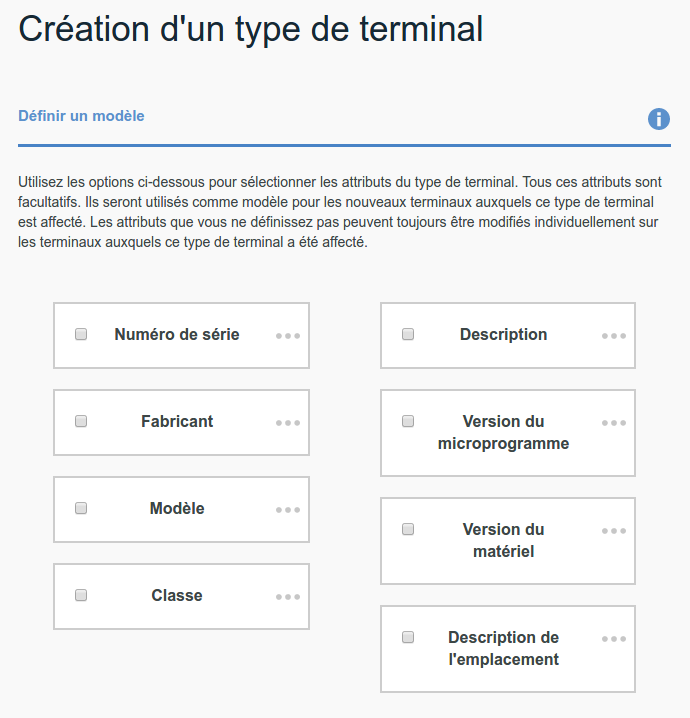 Création d'un type de terminal
Définir un modèle
Utilisez les options ci-dessous pour sélectionner les attributs du type de terminal. Tous ces attributs sont
facultatifs. Ils seront utilisés comme modèle pour les nouveaux terminaux auxquels ce type de terminal
est affecté. Les attributs que vous ne définissez pas peuvent toujours être modifiés individuellement sur
les terminaux auxquels ce type de terminal a été affecté.
Numéro de série
Fabricant
Modèle
Classe
Description
Version du
microprogramme
Version du
matériel
Description de
l'emplacement